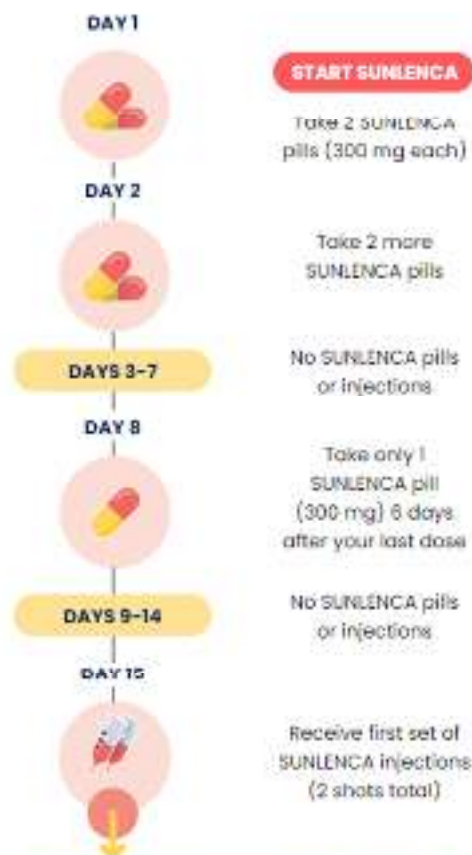 DAY 1
START SUNLENCA
Take 2 SUNLENCA
pills (300 mg each)
DAY 2
Take 2 more
SUNLENCA pills
DAYS 3-7
No SUNLENCA pills
or injections
DAY 8
Take only 1
SUNLENCA pill
(300 mg) 6 days
after your last dose
DAYS 9-14
No SUNLENCA pills
or injections
DAY 15
Receive first set of
SUNLENCA injections
(2 shots total)